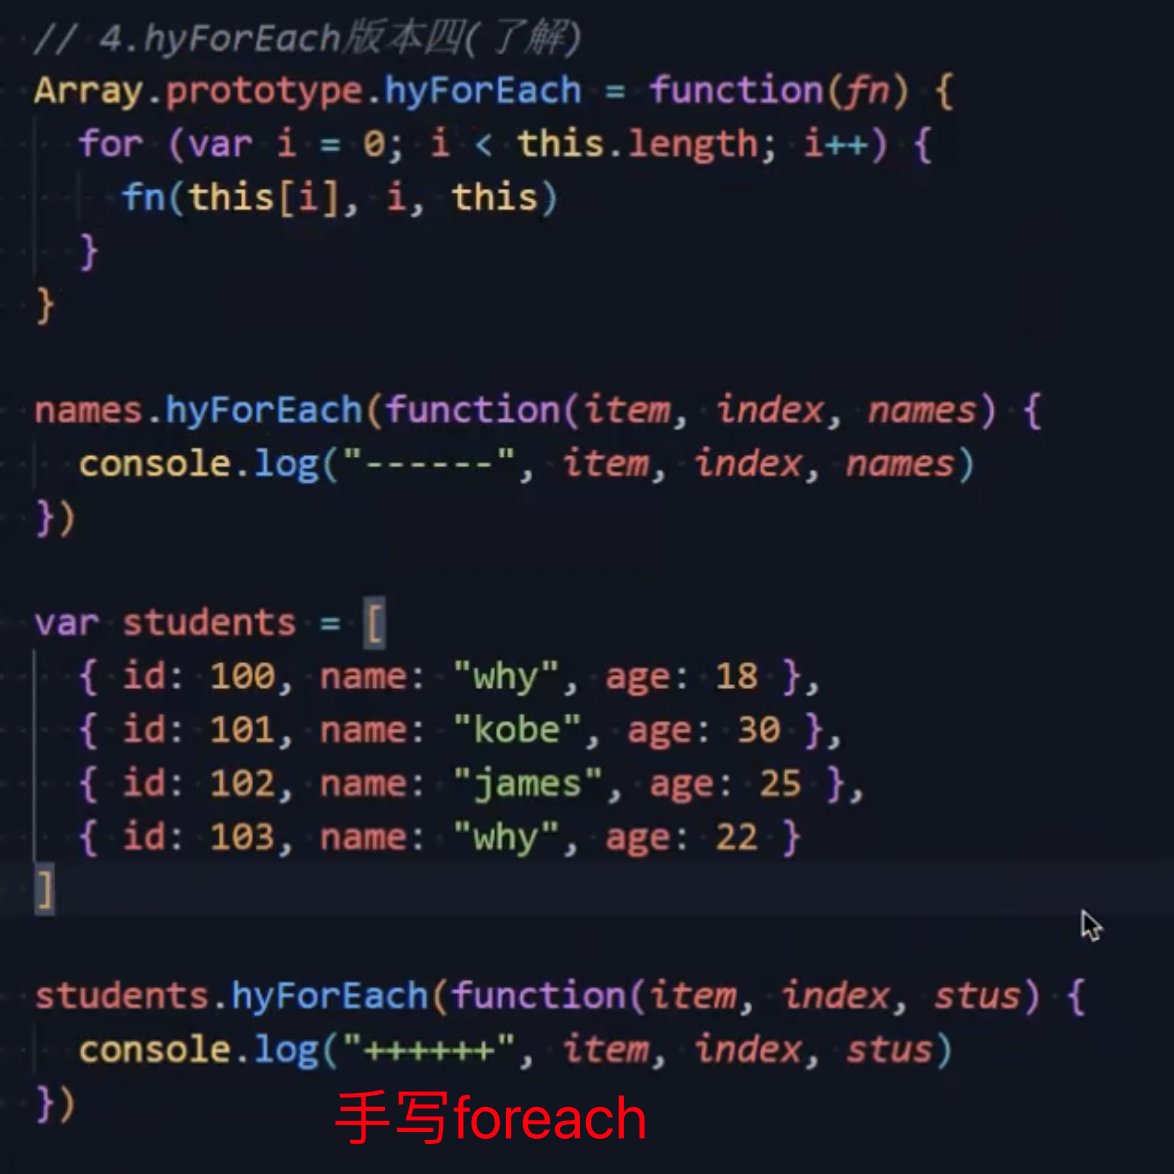 // 4.hyForEach版本四(了解)
Array.prototype.hyForEach = function(fn) {
for (var i = 0; i < this.length; i++) {
fn(this[i], i, this)
}
}
names.hyForEach(function(item, index, names) {
console.log("------", item, index, names)
})
var students = [
{ id: 100, name: "why", age: 18 },
{ id: 101, name: "kobe", age: 30 },
{ id: 102, name: "james", age: 25 },
{ id: 103, name: "why", age: 22 }
]
students.hyForEach(function(item, index, stus) {
console.log("++++++", item, index, stus)
})
手写foreach